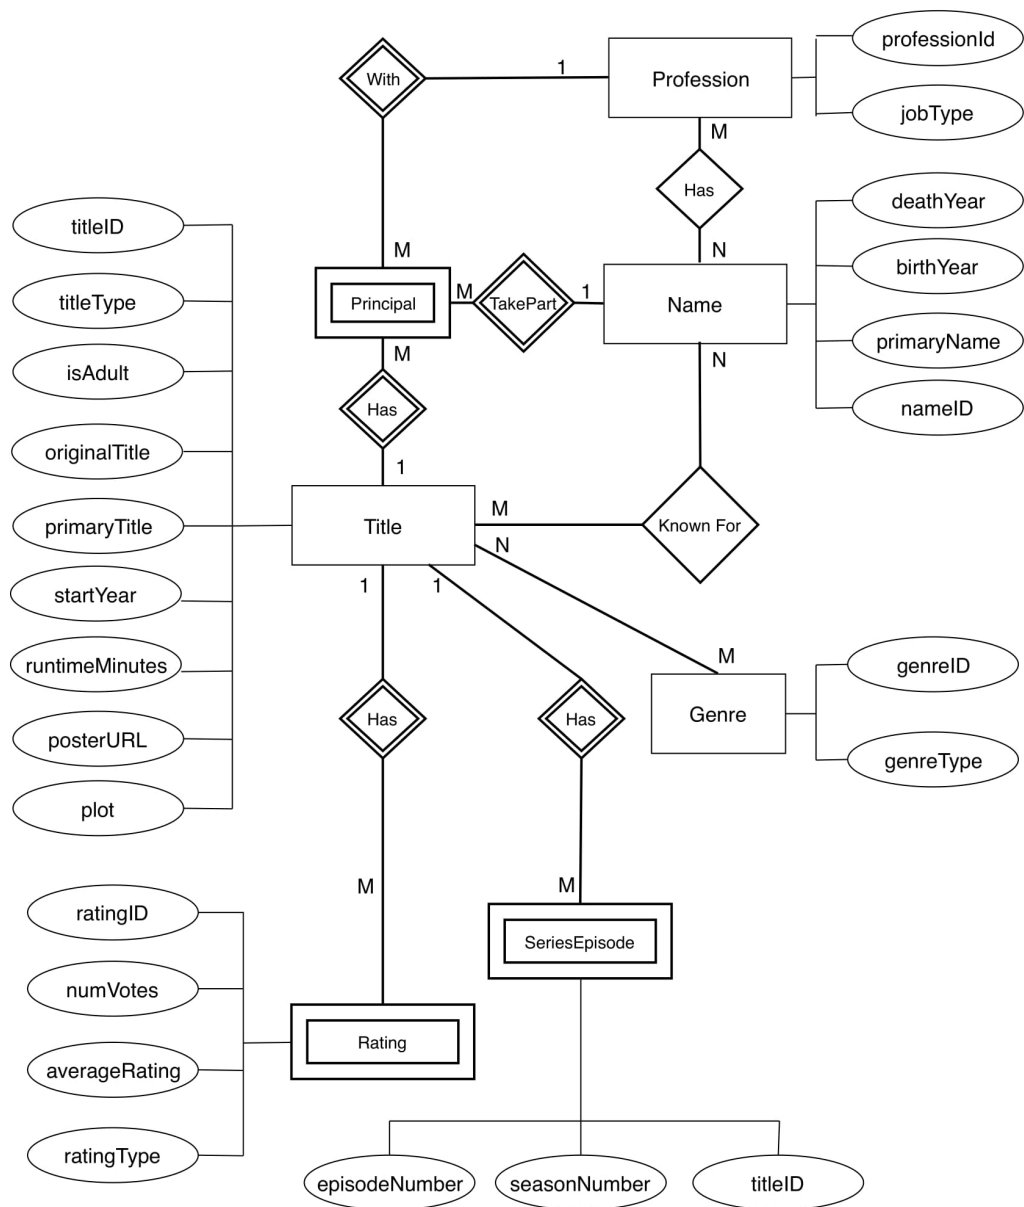 professionId
With
1
Profession
jobType
M
Has
deathYear
titleID
M
N
birthYear
titleType
Principal
M
TakePart
1
Name
primaryName
M
N
isAdult
Has
nameID
originalTitle
1
primaryTitle
Title
M
Known For
N
startYear
1
1
runtimeMinutes
M
genreID
posterURL
Has
Has
Genre
genreType
plot
M
M
ratingID
SeriesEpisode
numVotes
Rating
averageRating
ratingType
episodeNumber
seasonNumber
titleID